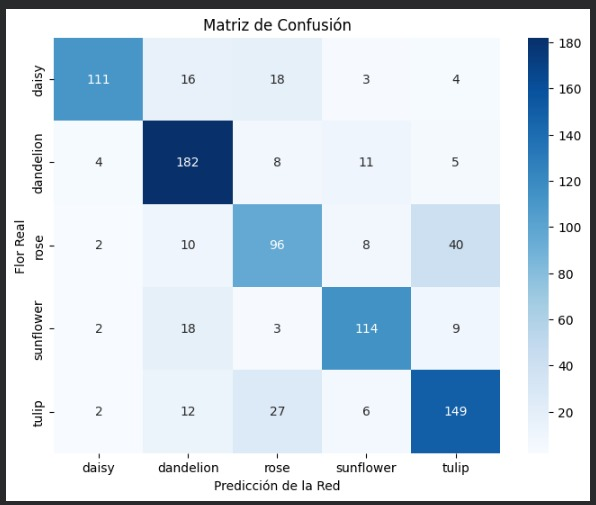 Matriz de Confusión
daisy 111 16 18 3 4
dandelion 4 182 8 11 5
rose 2 10 96 8 40
sunflower 2 18 3 114 9
tulip 2 12 27 6 149
daisy dandelion rose sunflower tulip
Predicción de la Red
Flor Real
180
160
140
120
100
80
60
40
20